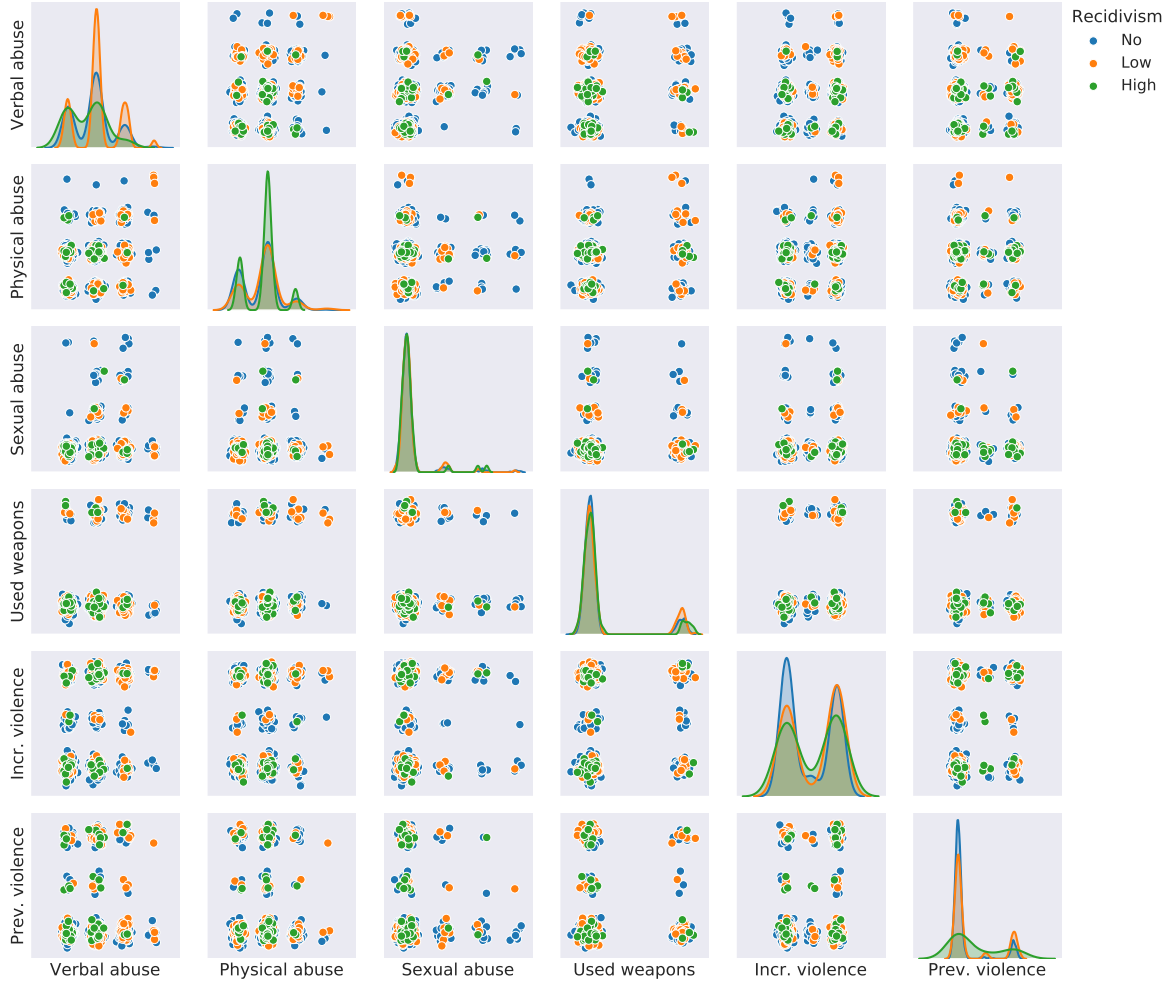 Recidivism
No
Low
High
Verbal abuse
Physical abuse
Sexual abuse
Used weapons
Incr. violence
Prev. violence
Verbal abuse
Physical abuse
Sexual abuse
Used weapons
Incr. violence
Prev. violence